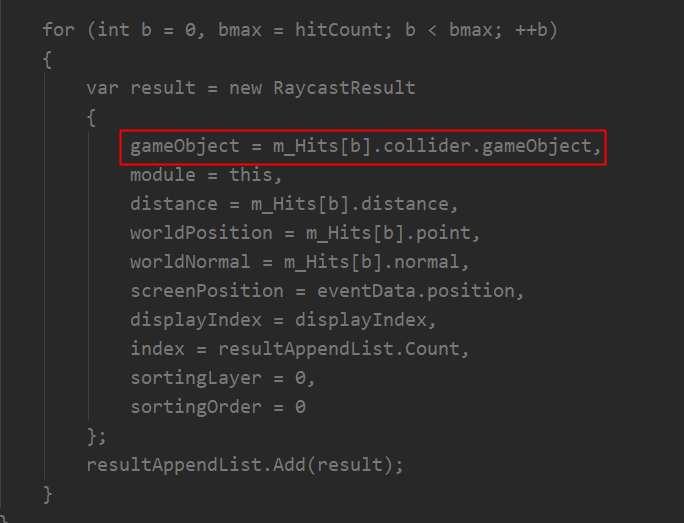 for (int b = 0, bmax = hitCount; b < bmax; ++b)
{
var result = new RaycastResult
{
gameObject = m_Hits[b].collider.gameObject,
module = this,
distance = m_Hits[b].distance,
worldPosition = m_Hits[b].point,
worldNormal = m_Hits[b].normal,
screenPosition = eventData.position,
displayIndex = displayIndex,
index = resultAppendList.Count,
sortingLayer = 0,
sortingOrder = 0
};
resultAppendList.Add(result);
}
}